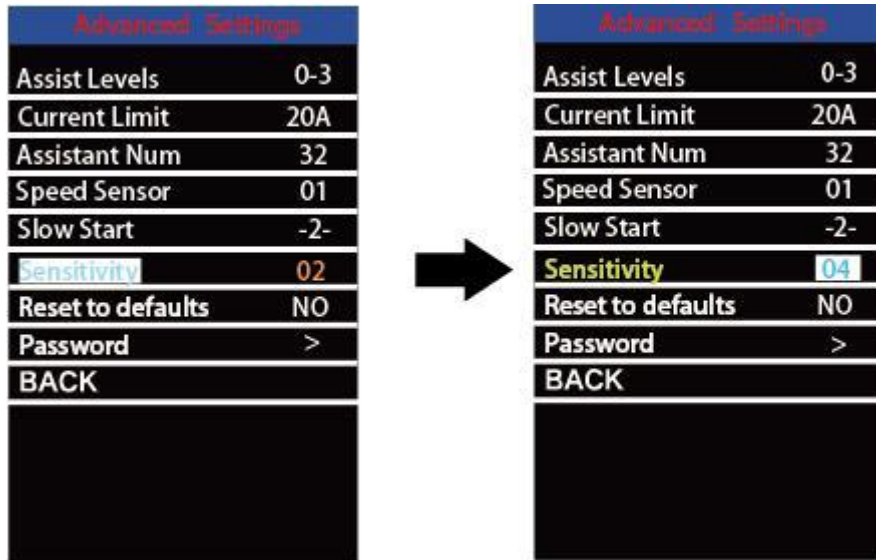 Advanced Settings
Assist Levels 0-3
Current Limit 20A
Assistant Num 32
Speed Sensor 01
Slow Start -2-
Sensitivity 02
Reset to defaults NO
Password >
BACK
Advanced Settings
Assist Levels 0-3
Current Limit 20A
Assistant Num 32
Speed Sensor 01
Slow Start -2-
Sensitivity 04
Reset to defaults NO
Password >
BACK